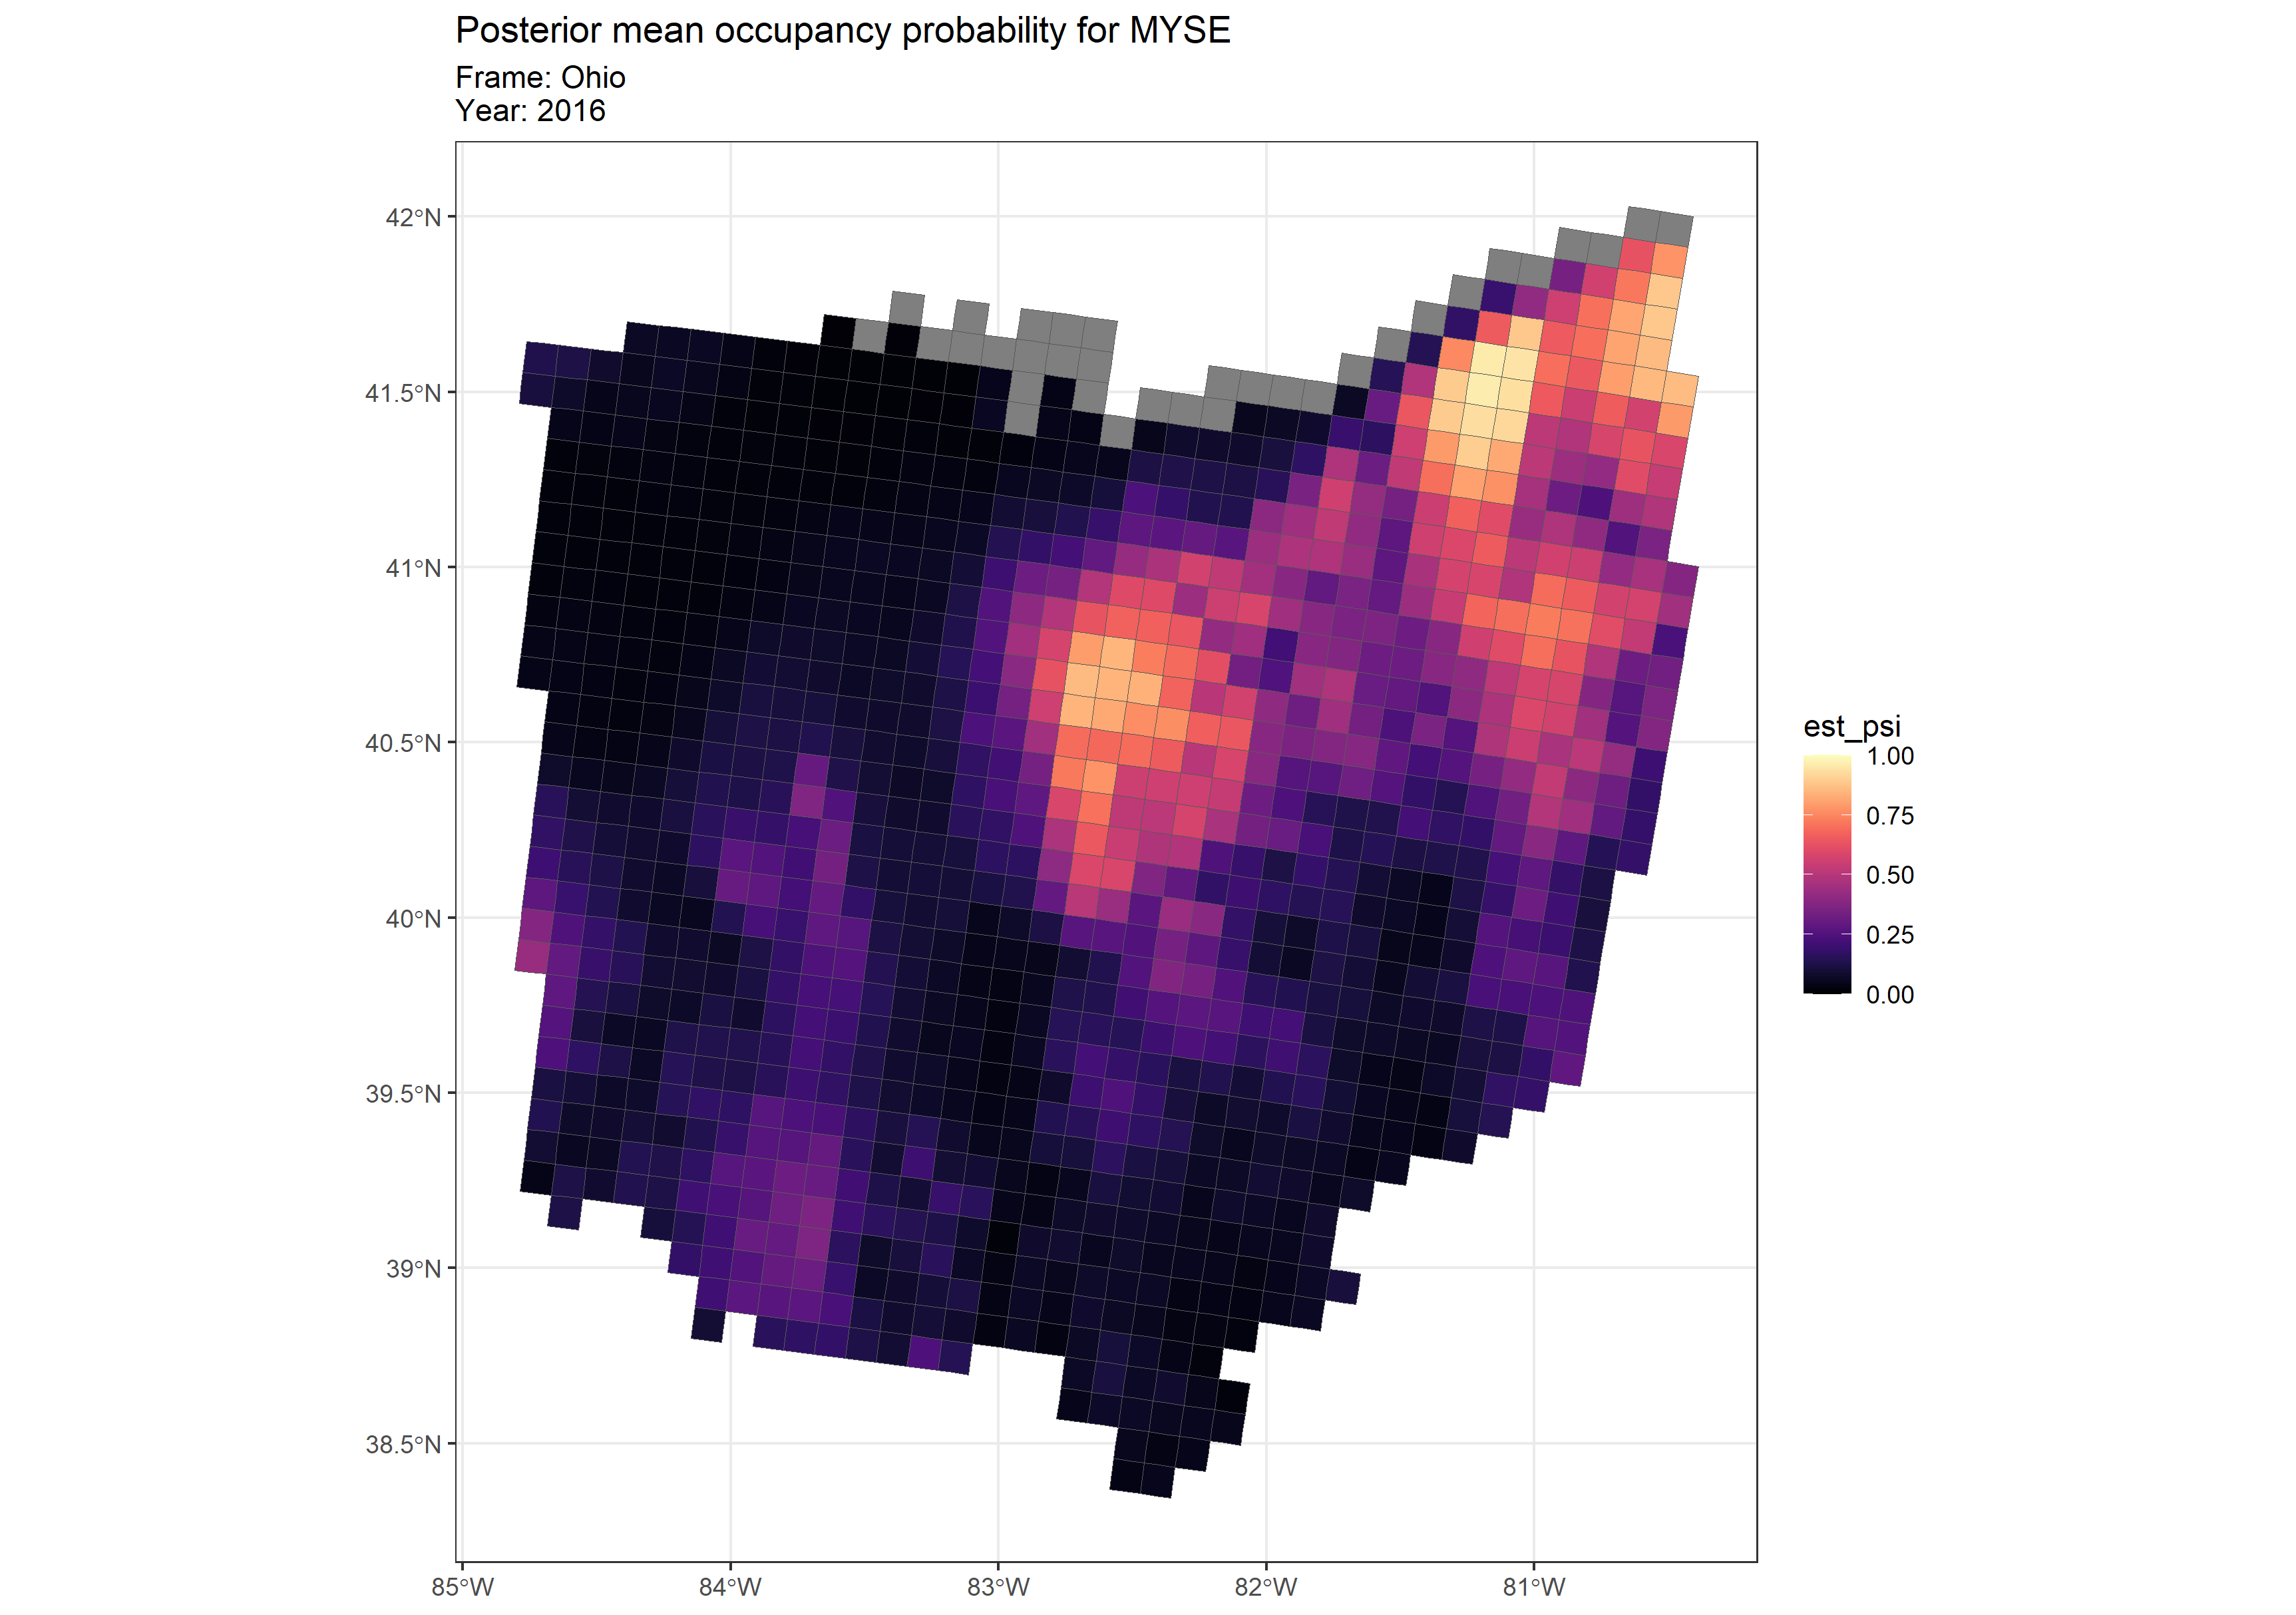 Posterior mean occupancy probability for MYSE
Frame: Ohio
Year: 2016
42°N
41.5°N
41°N
40.5°N
40°N
39.5°N
39°N
38.5°N
85°W
84°W
83°W
82°W
81°W
est_psi
1.00
0.75
0.50
0.25
0.00